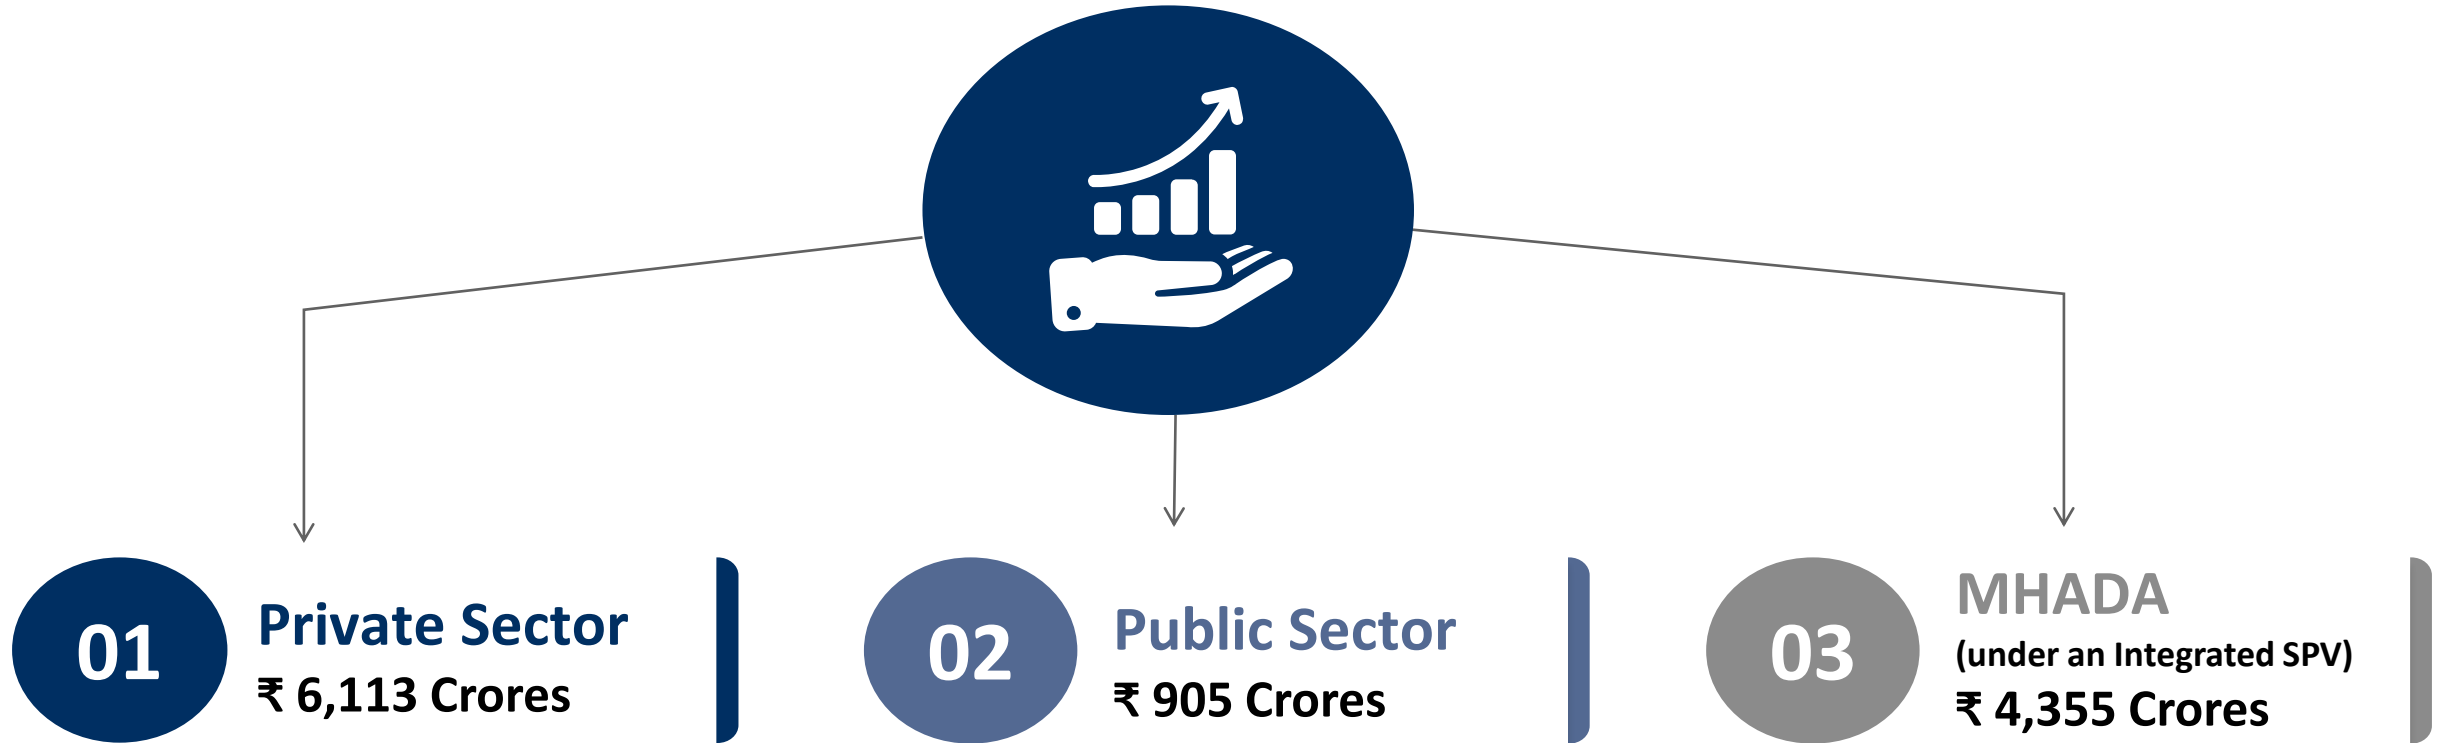 01
Private Sector
₹ 6,113 Crores
02
Public Sector
₹ 905 Crores
03
MHADA
(under an Integrated SPV)
₹ 4,355 Crores